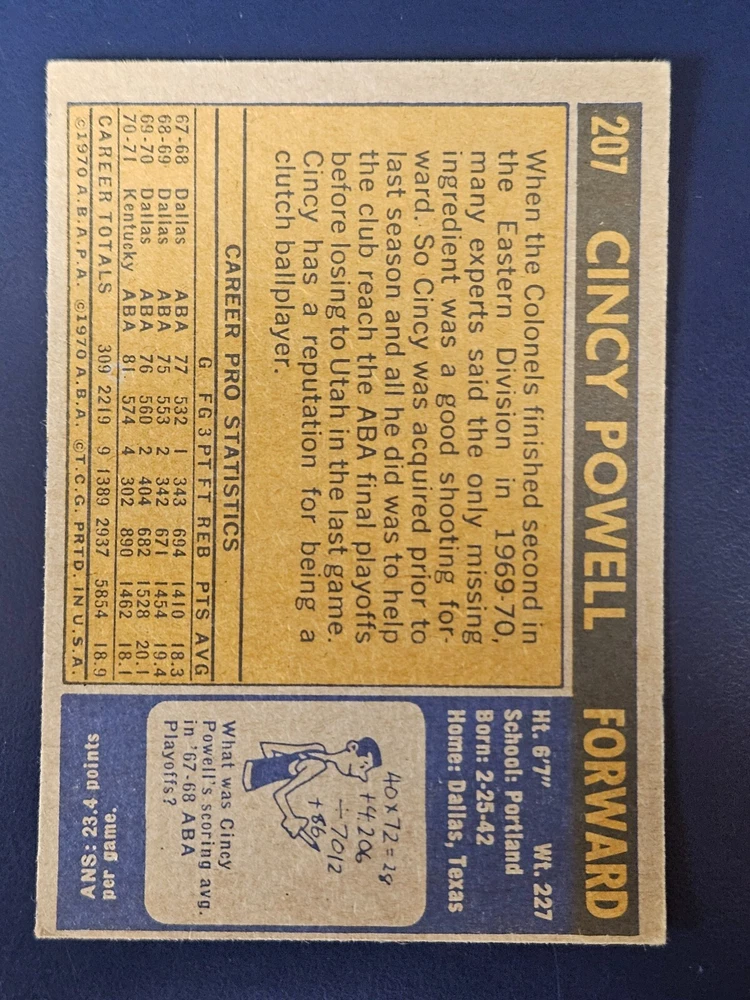 207 CINCY POWELL FORWARD
When the Colonels finished second in
the Eastern Division in 1969-70,
many experts said the only missing
ingredient was a good shooting for-
ward. So Cincy was acquired prior to
last season and all he did was to help
the club reach the ABA final playoffs
before losing to Utah in the last game.
Cincy has a reputation for being a
clutch ballplayer.
CAREER PRO STATISTICS
G FG 3PT FT REB PTS AVG
67-68 Dallas ABA 77 532 1 343 694 1410 18.3
68-69 Dallas ABA 75 553 2 342 671 1454 19.4
69-70 Dallas ABA 76 560 2 404 682 1528 20.1
70-71 Kentucky ABA 81 574 4 302 890 1462 18.1
CAREER TOTALS 309 2219 9 1389 2937 5854 18.9
©1970 A.B.A.P.A. ©1970 A.B.A. ©T.C.G. PRTD. IN U.S.A.
Ht. 6'7" Wt. 227
School: Portland
Born: 2-25-42
Home: Dallas, Texas
40×72=28
+4,206
÷7012
+86
What was Cincy
Powell's scoring avg.
in '67-68 ABA
Playoffs?
ANS: 23.4 points
per game.